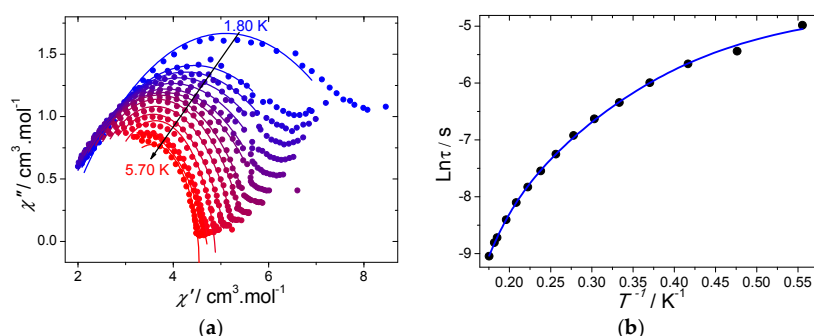 1.80 K
1.5
1.0
0.5
0.0
5.70 K
χ''/ cm³.mol⁻¹
2 4 6 8
χ'/ cm³.mol⁻¹
(a)
-5
-6
-7
-8
-9
Lnτ / s
0.20 0.25 0.30 0.35 0.40 0.45 0.50 0.55
T⁻¹ / K⁻¹
(b)